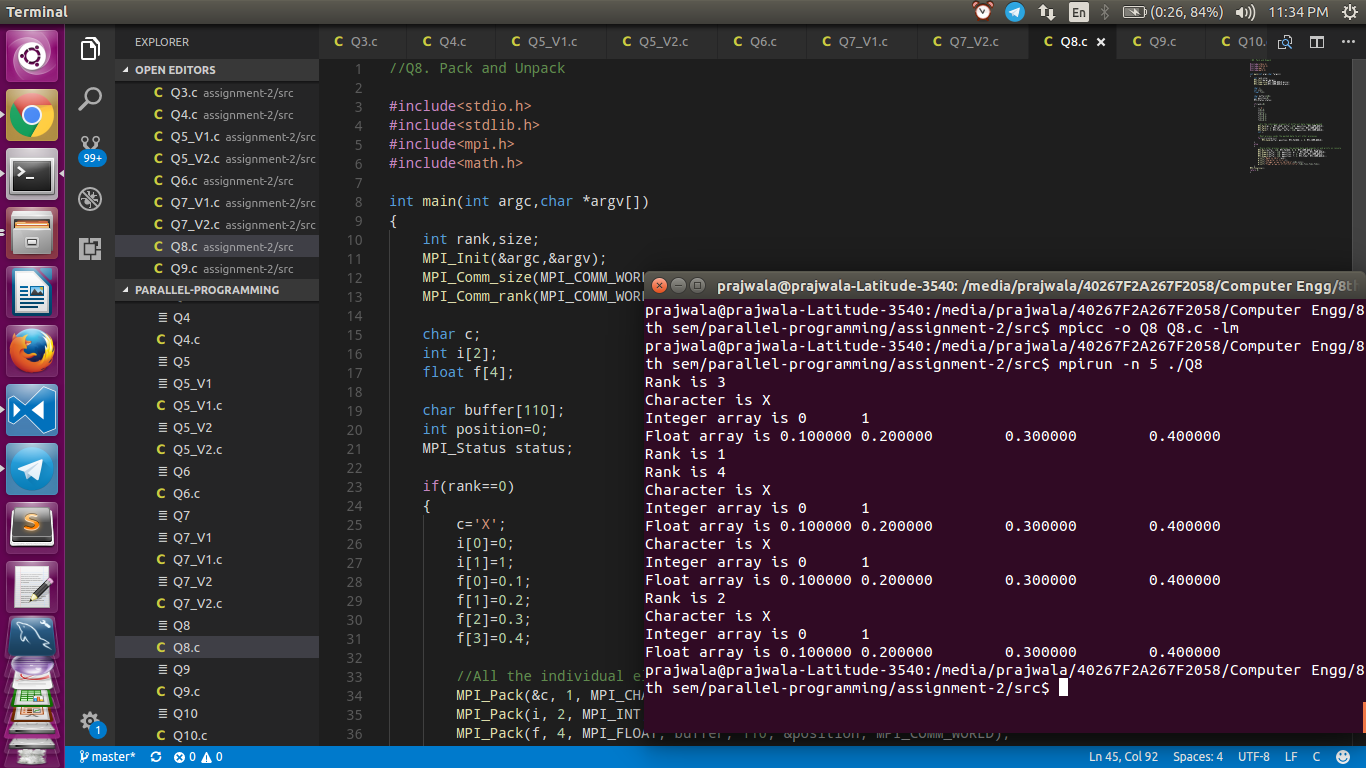 Terminal
En
(0:26, 84%)
11:34 PM
EXPLORER
OPEN EDITORS
C Q3.c assignment-2/src
C Q4.c assignment-2/src
C Q5_V1.c assignment-2/src
C Q5_V2.c assignment-2/src
C Q6.c assignment-2/src
C Q7_V1.c assignment-2/src
C Q7_V2.c assignment-2/src
C Q8.c assignment-2/src
C Q9.c assignment-2/src
PARALLEL-PROGRAMMING
Q4
C Q4.c
Q5
Q5_V1
C Q5_V1.c
Q5_V2
C Q5_V2.c
Q6
C Q6.c
Q7
Q7_V1
C Q7_V1.c
Q7_V2
C Q7_V2.c
Q8
C Q8.c
Q9
C Q9.c
Q10
C Q10.c
99+
1
C Q3.c C Q4.c C Q5_V1.c C Q5_V2.c C Q6.c C Q7_V1.c C Q7_V2.c C Q8.c × C Q9.c C Q10.
1 //Q8. Pack and Unpack
2
3 #include<stdio.h>
4 #include<stdlib.h>
5 #include<mpi.h>
6 #include<math.h>
7
8 int main(int argc,char *argv[])
9 {
10 int rank,size;
11 MPI_Init(&argc,&argv);
12 MPI_Comm_size(MPI_COMM_WOR
13 MPI_Comm_rank(MPI_COMM_WOR
14
15 char c;
16 int i[2];
17 float f[4];
18
19 char buffer[110];
20 int position=0;
21 MPI_Status status;
22
23 if(rank==0)
24 {
25 c='X';
26 i[0]=0;
27 i[1]=1;
28 f[0]=0.1;
29 f[1]=0.2;
30 f[2]=0.3;
31 f[3]=0.4;
32
33 //All the individual e
34 MPI_Pack(&c, 1, MPI_CH
35 MPI_Pack(i, 2, MPI_INT
36 MPI_Pack(f, 4, MPI_FLOAT, buffer, 110, &position, MPI_COMM_WORLD);
prajwala@prajwala-Latitude-3540: /media/prajwala/40267F2A267F2058/Computer Engg/8th
prajwala@prajwala-Latitude-3540:/media/prajwala/40267F2A267F2058/Computer Engg/8
th sem/parallel-programming/assignment-2/src$ mpicc -o Q8 Q8.c -lm
prajwala@prajwala-Latitude-3540:/media/prajwala/40267F2A267F2058/Computer Engg/8
th sem/parallel-programming/assignment-2/src$ mpirun -n 5 ./Q8
Rank is 3
Character is X
Integer array is 0 1
Float array is 0.100000 0.200000 0.300000 0.400000
Rank is 1
Rank is 4
Character is X
Integer array is 0 1
Float array is 0.100000 0.200000 0.300000 0.400000
Character is X
Integer array is 0 1
Float array is 0.100000 0.200000 0.300000 0.400000
Rank is 2
Character is X
Integer array is 0 1
Float array is 0.100000 0.200000 0.300000 0.400000
prajwala@prajwala-Latitude-3540:/media/prajwala/40267F2A267F2058/Computer Engg/8
th sem/parallel-programming/assignment-2/src$
master* 0 0
Ln 45, Col 92 Spaces: 4 UTF-8 LF C